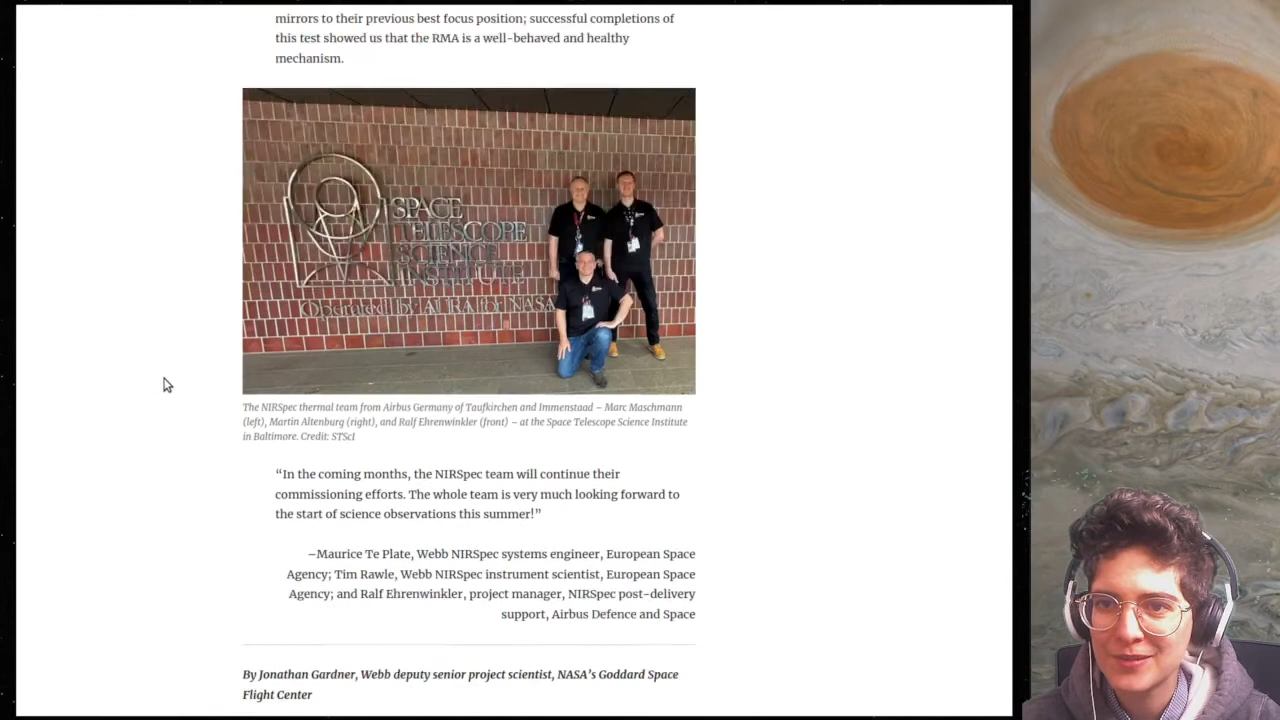 mirrors to their previous best focus position; successful completions of
this test showed us that the RMA is a well-behaved and healthy
mechanism.
SPACE
TELESCOPE
SCIENCE
INSTITUTE
Operated by AURA for NASA
The NIRSpec thermal team from Airbus Germany of Taufkirchen and Immenstaad – Marc Maschmann
(left), Martin Altenburg (right), and Ralf Ehrenwinkler (front) – at the Space Telescope Science Institute
in Baltimore. Credit: STScI
“In the coming months, the NIRSpec team will continue their
commissioning efforts. The whole team is very much looking forward to
the start of science observations this summer!”
–Maurice Te Plate, Webb NIRSpec systems engineer, European Space
Agency; Tim Rawle, Webb NIRSpec instrument scientist, European Space
Agency; and Ralf Ehrenwinkler, project manager, NIRSpec post-delivery
support, Airbus Defence and Space
By Jonathan Gardner, Webb deputy senior project scientist, NASA’s Goddard Space
Flight Center